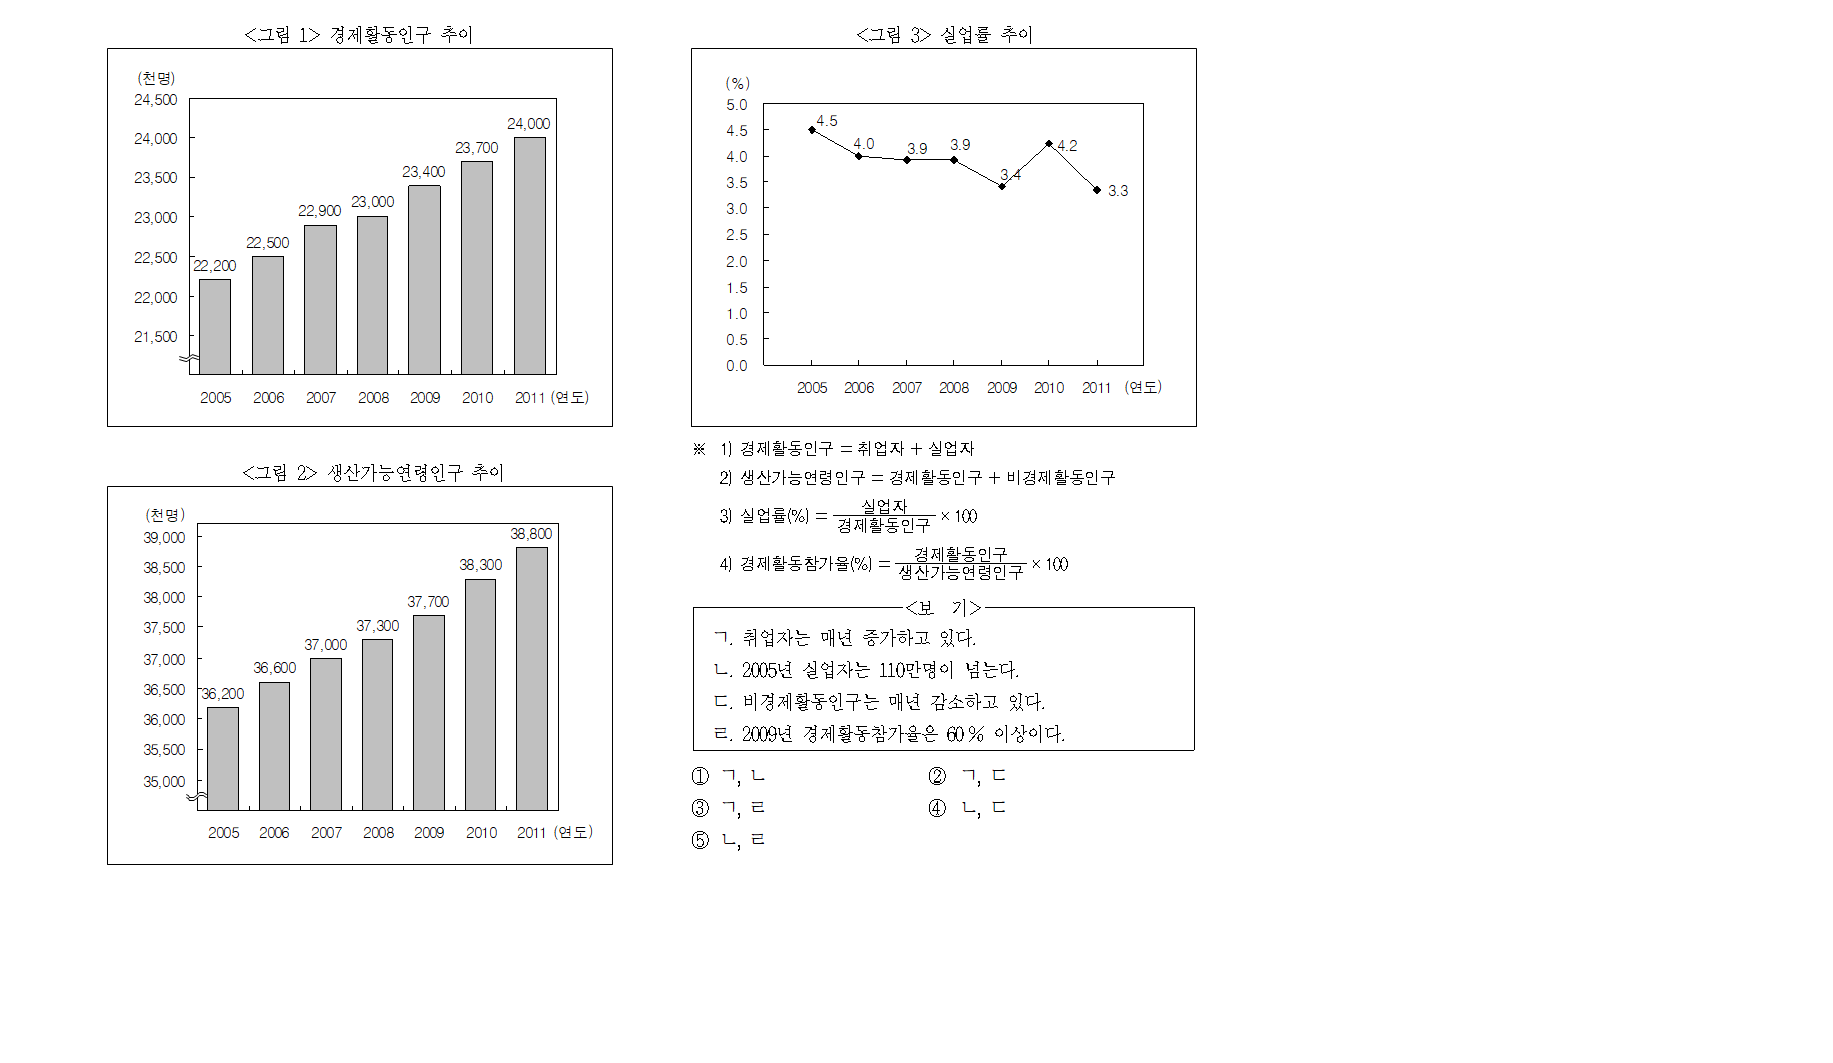 <그림 1> 경제활동인구 추이
(천명)
24,500
24,000
23,500
23,000
22,500
22,000
21,500
22,200
22,500
22,900
23,000
23,400
23,700
24,000
2005 2006 2007 2008 2009 2010 2011 (연도)
<그림 2> 생산가능연령인구 추이
(천명)
39,000
38,500
38,000
37,500
37,000
36,500
36,000
35,500
35,000
36,200
36,600
37,000
37,300
37,700
38,300
38,800
2005 2006 2007 2008 2009 2010 2011 (연도)
<그림 3> 실업률 추이
(%)
5.0
4.5
4.0
3.5
3.0
2.5
2.0
1.5
1.0
0.5
0.0
4.5
4.0
3.9
3.9
3.4
4.2
3.3
2005 2006 2007 2008 2009 2010 2011 (연도)
※ 1) 경제활동인구 = 취업자 + 실업자
2) 생산가능연령인구 = 경제활동인구 + 비경제활동인구
3) 실업률(%) = 실업자 / 경제활동인구 × 100
4) 경제활동참가율(%) = 경제활동인구 / 생산가능연령인구 × 100
<보 기>
ㄱ. 취업자는 매년 증가하고 있다.
ㄴ. 2005년 실업자는 110만명이 넘는다.
ㄷ. 비경제활동인구는 매년 감소하고 있다.
ㄹ. 2009년 경제활동참가율은 60% 이상이다.
① ㄱ, ㄴ ② ㄱ, ㄷ
③ ㄱ, ㄹ ④ ㄴ, ㄷ
⑤ ㄴ, ㄹ